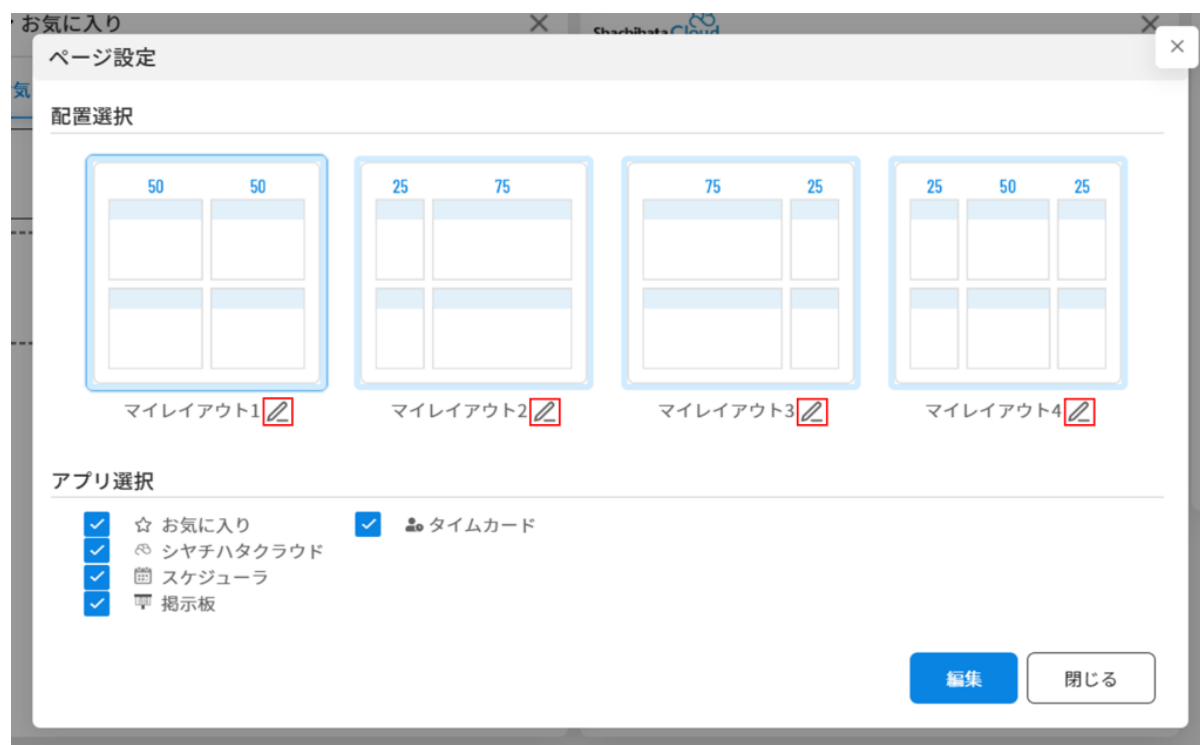 お気に入り
Shachihata Cloud
ページ設定
気
配置選択
50 50 25 75 75 25 25 50 25
マイレイアウト1 マイレイアウト2 マイレイアウト3 マイレイアウト4
アプリ選択
お気に入り タイムカード
シヤチハタクラウド
スケジューラ
掲示板
編集 閉じる